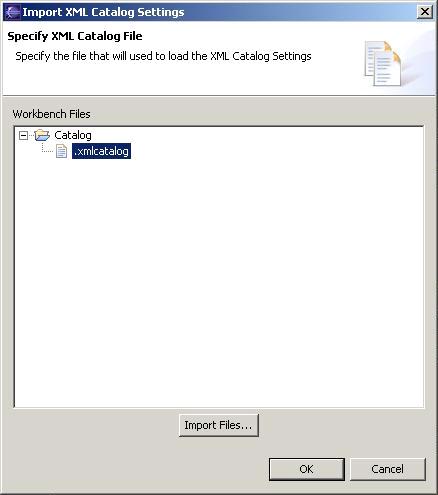 Import XML Catalog Settings
Specify XML Catalog File
Specify the file that will used to load the XML Catalog Settings
Workbench Files
Catalog
.xmlcatalog
Import Files...
OK
Cancel